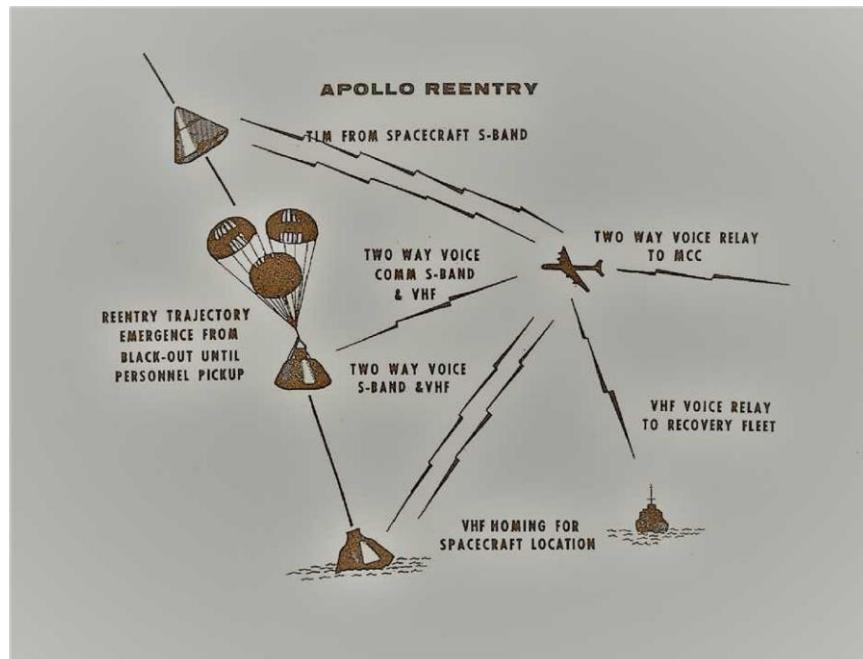 APOLLO REENTRY
TLM FROM SPACECRAFT S-BAND
TWO WAY VOICE RELAY
TO MCC
TWO WAY VOICE
COMM S-BAND
& VHF
REENTRY TRAJECTORY
EMERGENCE FROM
BLACK-OUT UNTIL
PERSONNEL PICKUP
TWO WAY VOICE
S-BAND &VHF
VHF VOICE RELAY
TO RECOVERY FLEET
VHF HOMING FOR
SPACECRAFT LOCATION